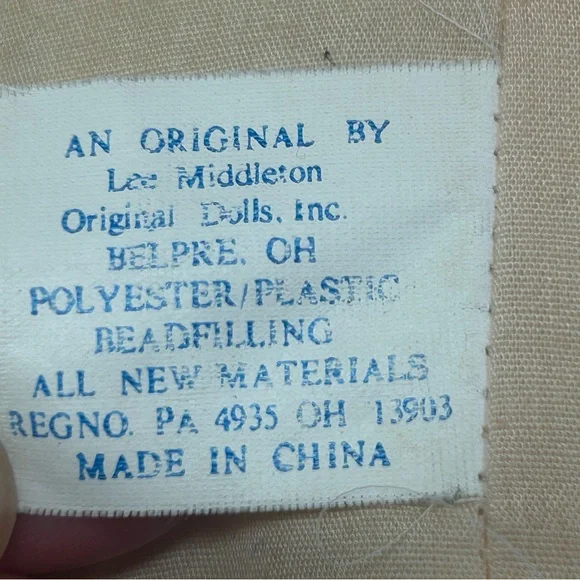 AN ORIGINAL BY
Lee Middleton
Original Dolls, Inc.
BELPRE, OH
POLYESTER/PLASTIC
BEADFILLING
ALL NEW MATERIALS
REGNO. PA 4935 OH 13903
MADE IN CHINA